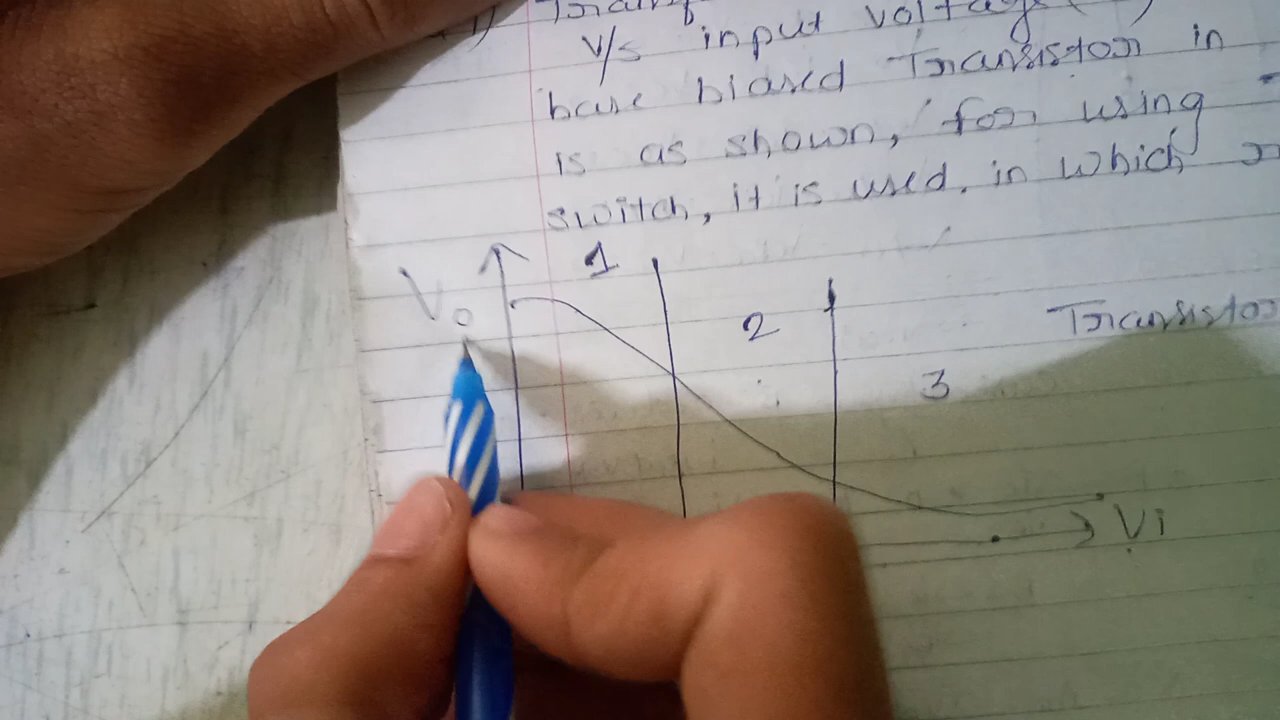 v/s input voltage
base biased Transistor in
is as shown, for using
switch, it is used, in which
1
Vo
2
Transistor
3
Vi